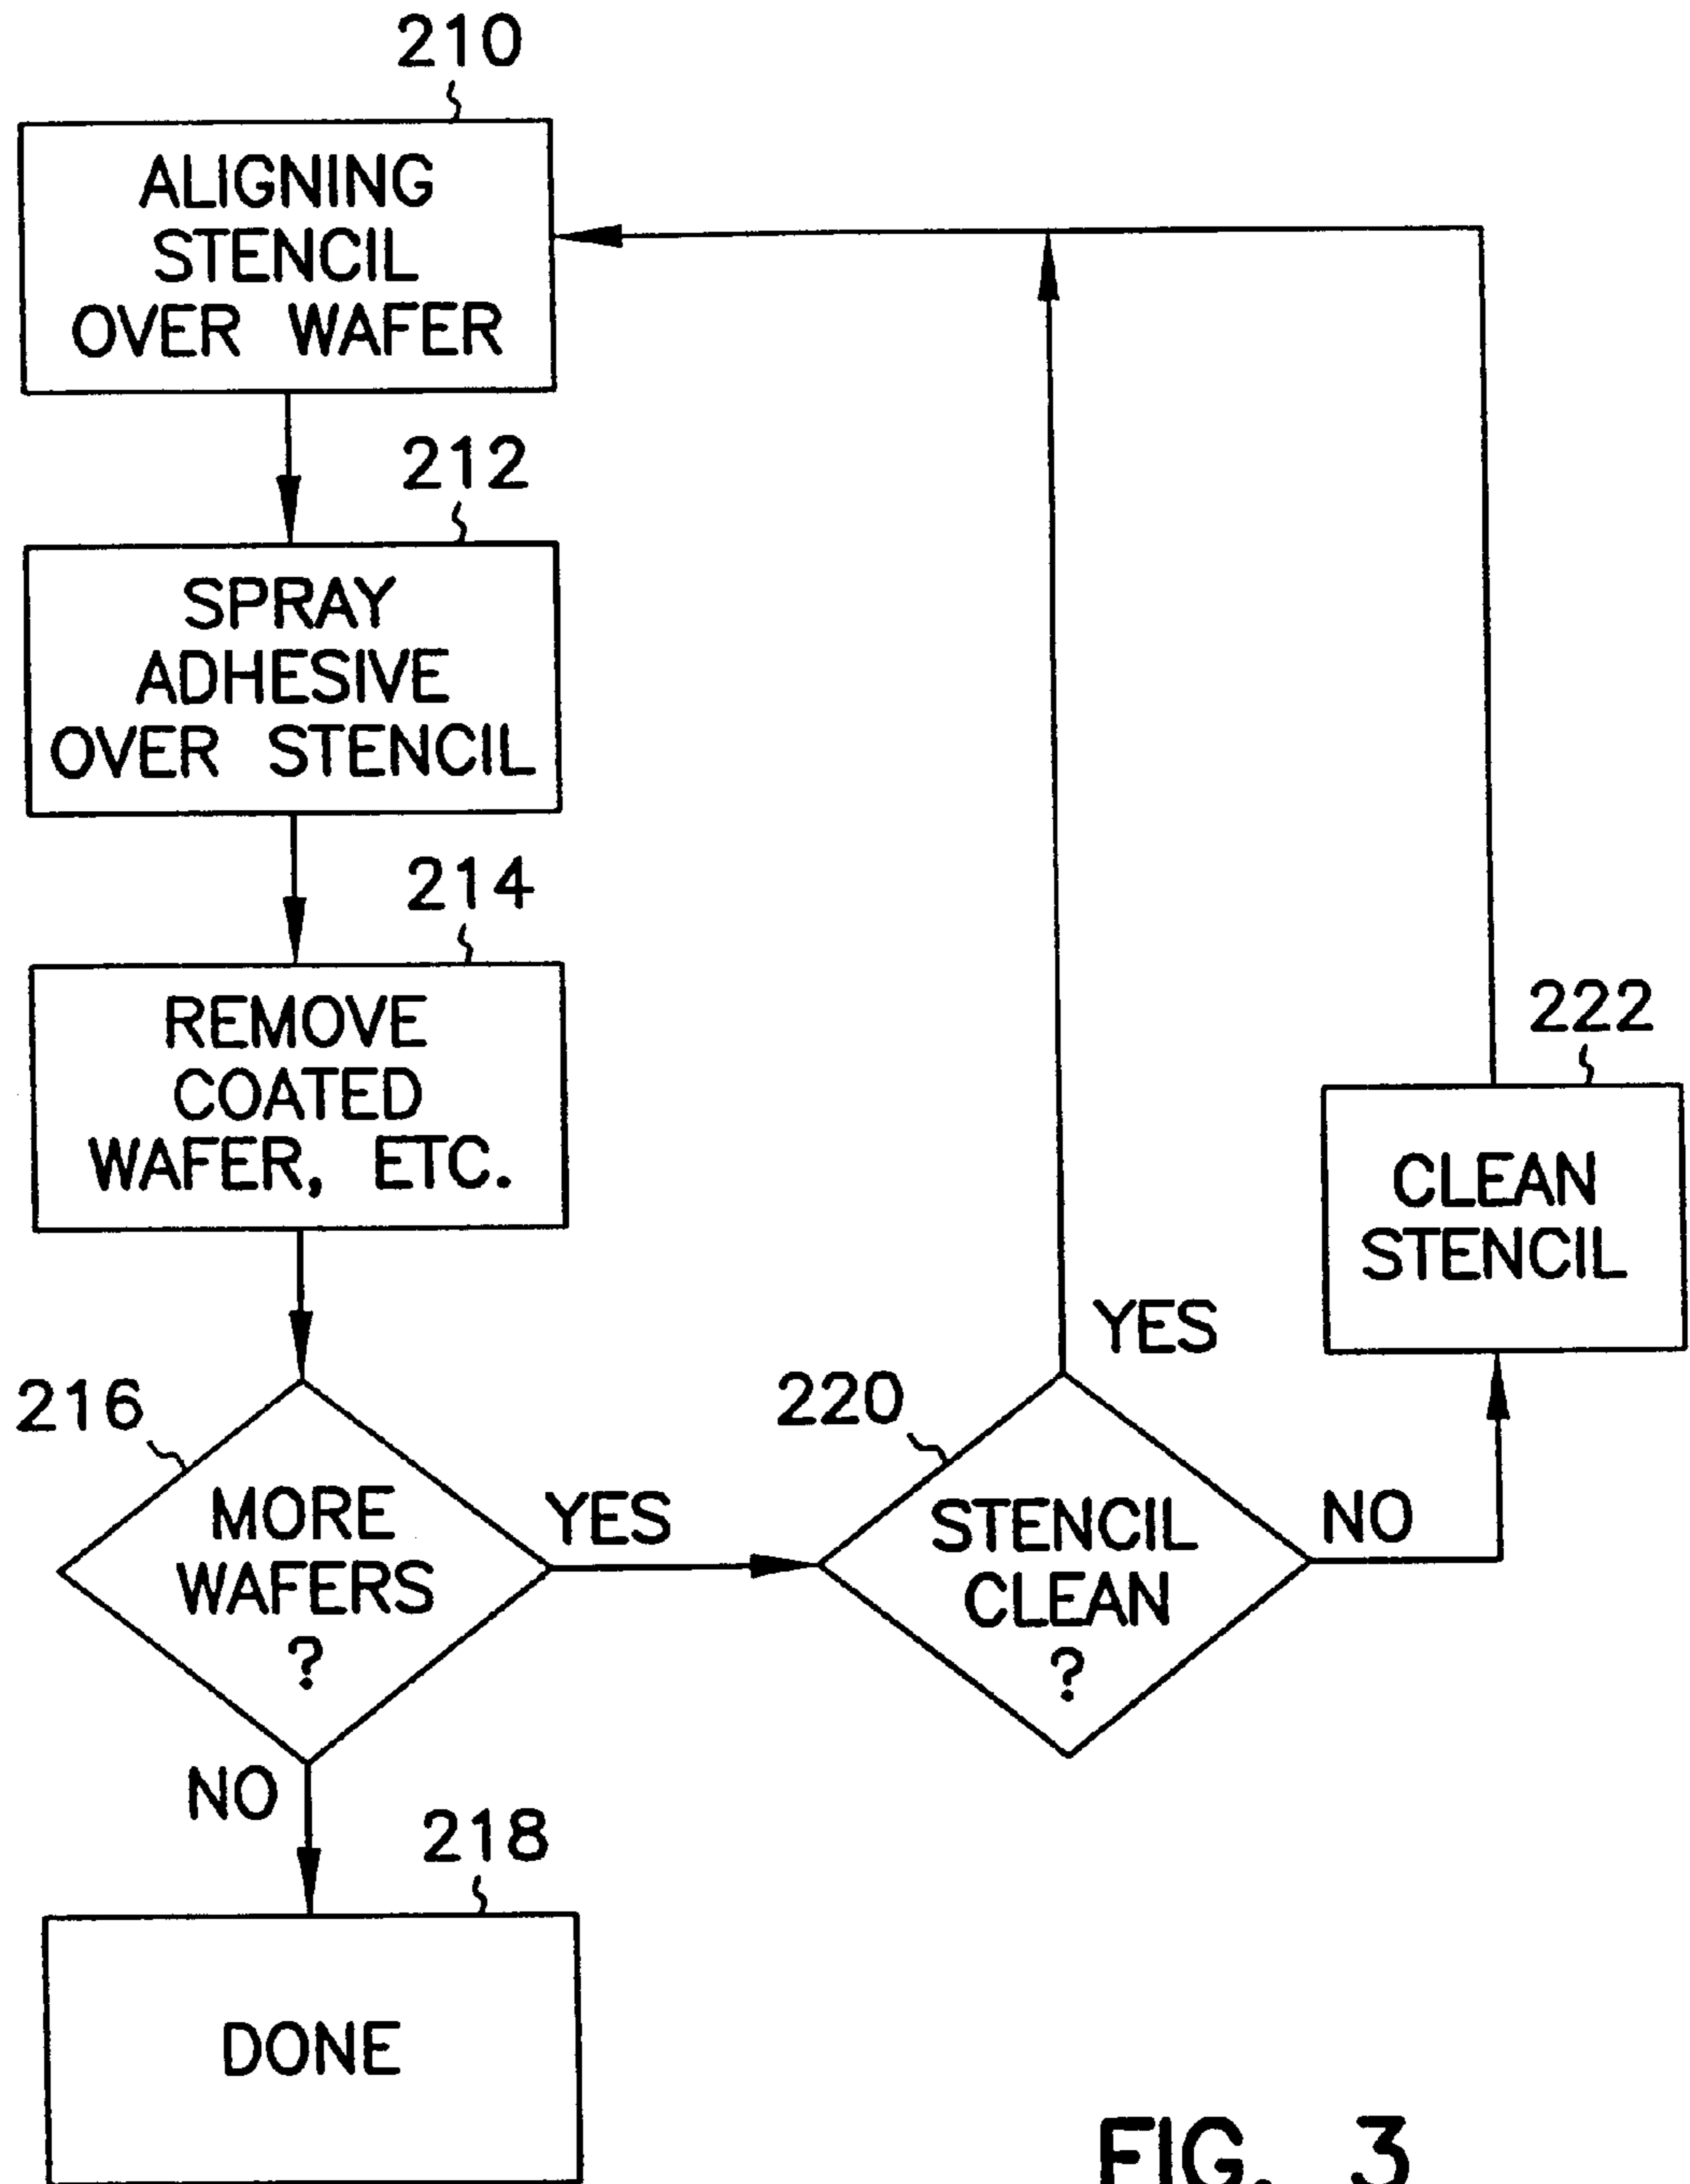 210
ALIGNING
STENCIL
OVER WAFER
212
SPRAY
ADHESIVE
OVER STENCIL
214
REMOVE
COATED
WAFER, ETC.
222
CLEAN
STENCIL
216
MORE
WAFERS
?
YES
220
STENCIL
CLEAN
?
YES
NO
NO
218
DONE
FIG. 3